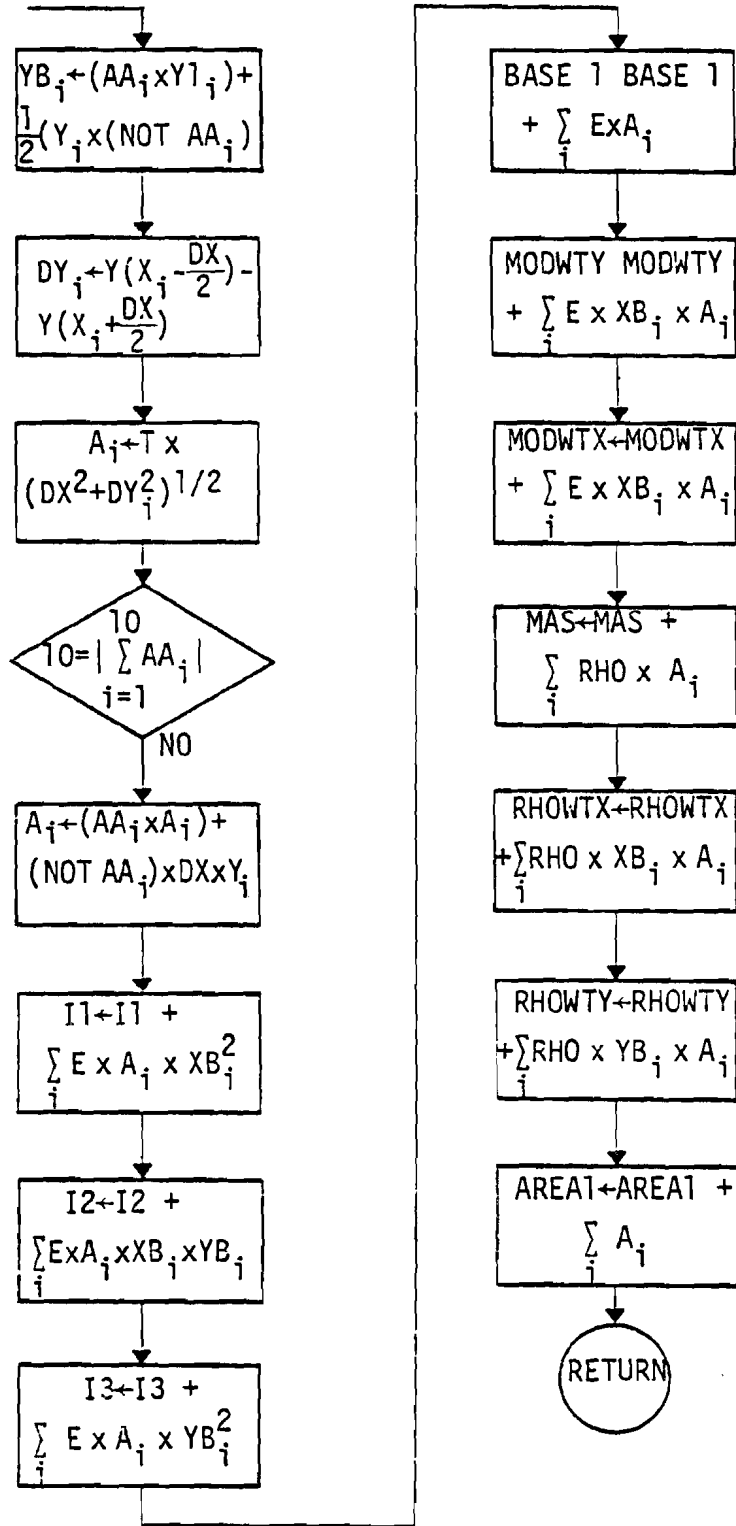 YB_i←(AA_i×Y1_i)+
1/2(Y_i×(NOT AA_i)
DY_i←Y(X_i-DX/2)-
Y(X_i+DX/2)
A_i←T ×
(DX²+DY_i²)^1/2
10
10=| ∑ AA_i |
i=1
NO
A_i←(AA_i×A_i)+
(NOT AA_i)×DX×Y_i
I1←I1 +
∑_i E × A_i × XB_i²
I2←I2 +
∑_i E×A_i×XB_i×YB_i
I3←I3 +
∑_i E × A_i × YB_i²
BASE 1 BASE 1
+ ∑_i E×A_i
MODWTY MODWTY
+ ∑_i E × XB_i × A_i
MODWTX←MODWTX
+ ∑_i E × XB_i × A_i
MAS←MAS +
∑_i RHO × A_i
RHOWTX←RHOWTX
+∑_i RHO × XB_i × A_i
RHOWTY←RHOWTY
+∑_i RHO × YB_i × A_i
AREA1←AREA1 +
∑_i A_i
RETURN